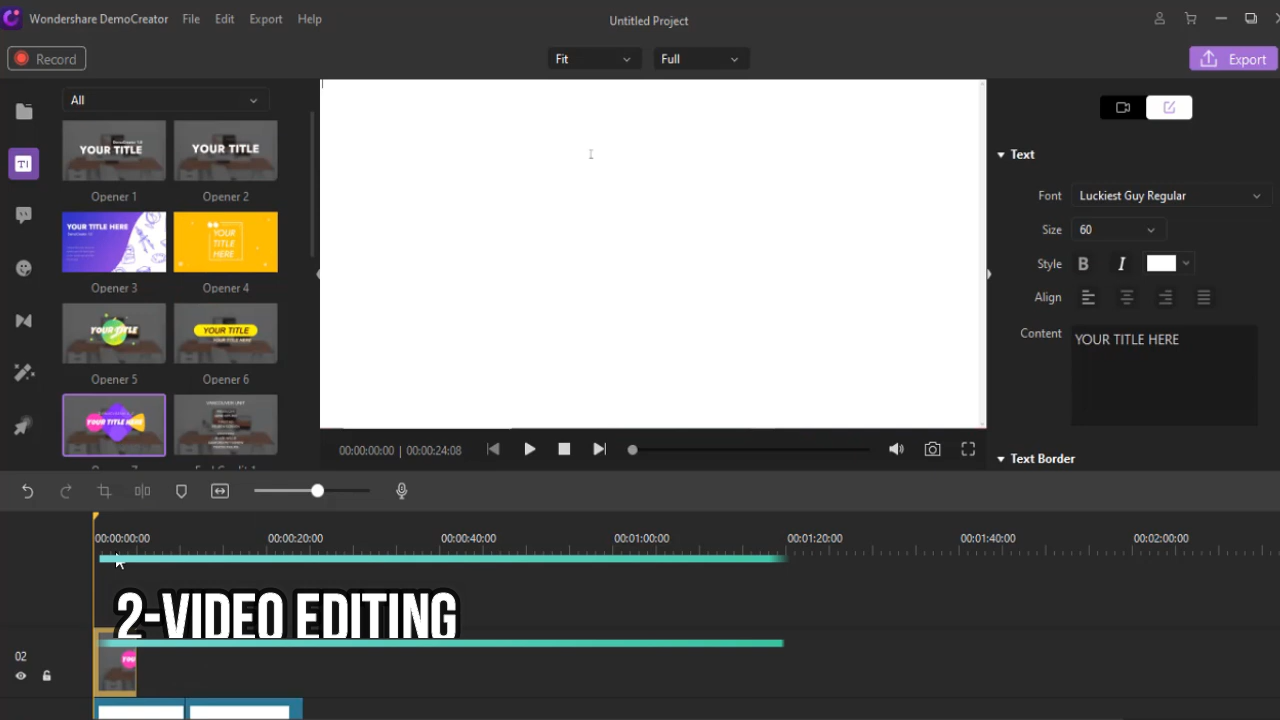 Wondershare DemoCreator File Edit Export Help Untitled Project
Record Fit Full Export
All
YOUR TITLE YOUR TITLE
Opener 1 Opener 2
YOUR TITLE HERE YOUR
TITLE
HERE
Opener 3 Opener 4
YOUR TITLE YOUR TITLE
YOUR TITLE HERE
Opener 5 Opener 6
YOUR TITLE HERE
Text
Font Luckiest Guy Regular
Size 60
Style B I
Align
Content YOUR TITLE HERE
Text Border
00:00:00:00 | 00:00:24:08
00:00:00:00 00:00:20:00 00:00:40:00 00:01:00:00 00:01:20:00 00:01:40:00 00:02:00:00
2-VIDEO EDITING
02